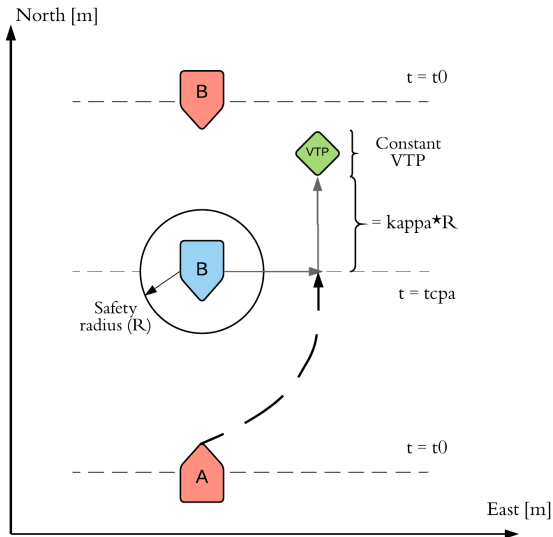 North [m]
t = t0
B
VTP
Constant
VTP
= kappa★R
B
Safety
radius (R)
t = tcpa
t = t0
A
East [m]